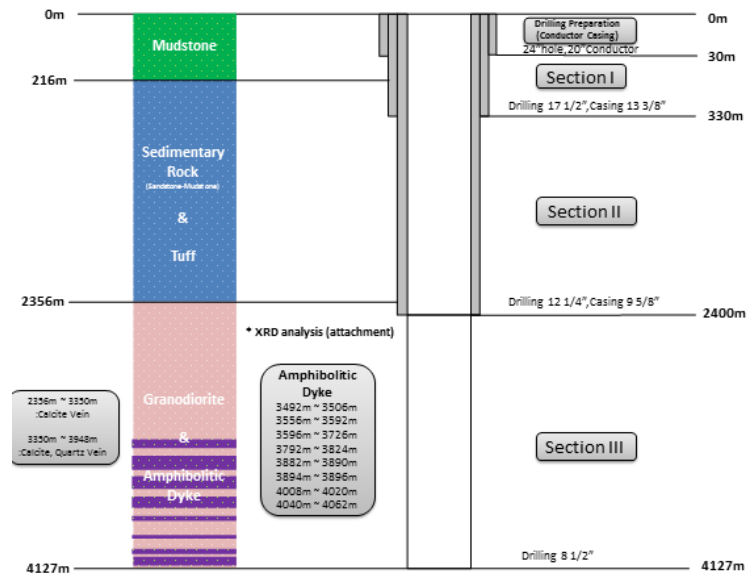 0m
Mudstone
216m
Sedimentary
Rock
(Sandstone-Mudstone)
&
Tuff
2356m
* XRD analysis (attachment)
Granodiorite
&
Amphibolitic
Dyke
2356m ~ 3350m
:Calcite Vein
3350m ~ 3948m
:Calcite, Quartz Vein
Amphibolitic
Dyke
3492m ~ 3506m
3556m ~ 3592m
3596m ~ 3726m
3792m ~ 3824m
3882m ~ 3890m
3894m ~ 3896m
4008m ~ 4020m
4040m ~ 4062m
4127m
Drilling Preparation
(Conductor Casing)
24"hole,20"Conductor
0m
30m
Section I
Drilling 17 1/2",Casing 13 3/8"
330m
Section II
Drilling 12 1/4",Casing 9 5/8"
2400m
Section III
Drilling 8 1/2"
4127m